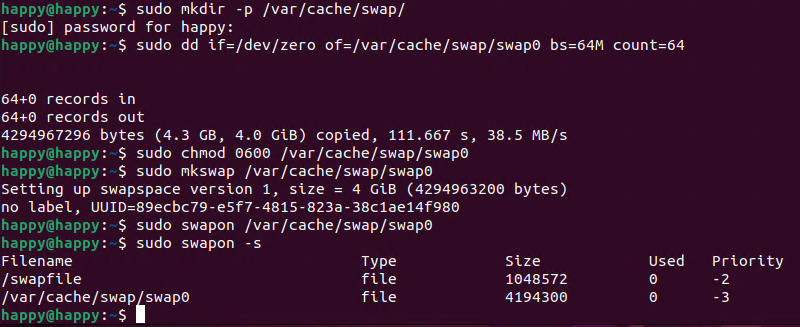 happy@happy:~$ sudo mkdir -p /var/cache/swap/
[sudo] password for happy:
happy@happy:~$ sudo dd if=/dev/zero of=/var/cache/swap/swap0 bs=64M count=64
64+0 records in
64+0 records out
4294967296 bytes (4.3 GB, 4.0 GiB) copied, 111.667 s, 38.5 MB/s
happy@happy:~$ sudo chmod 0600 /var/cache/swap/swap0
happy@happy:~$ sudo mkswap /var/cache/swap/swap0
Setting up swapspace version 1, size = 4 GiB (4294963200 bytes)
no label, UUID=89ecbc79-e5f7-4815-823a-38c1ae14f980
happy@happy:~$ sudo swapon /var/cache/swap/swap0
happy@happy:~$ sudo swapon -s
Filename Type Size Used Priority
/swapfile file 1048572 0 -2
/var/cache/swap/swap0 file 4194300 0 -3
happy@happy:~$